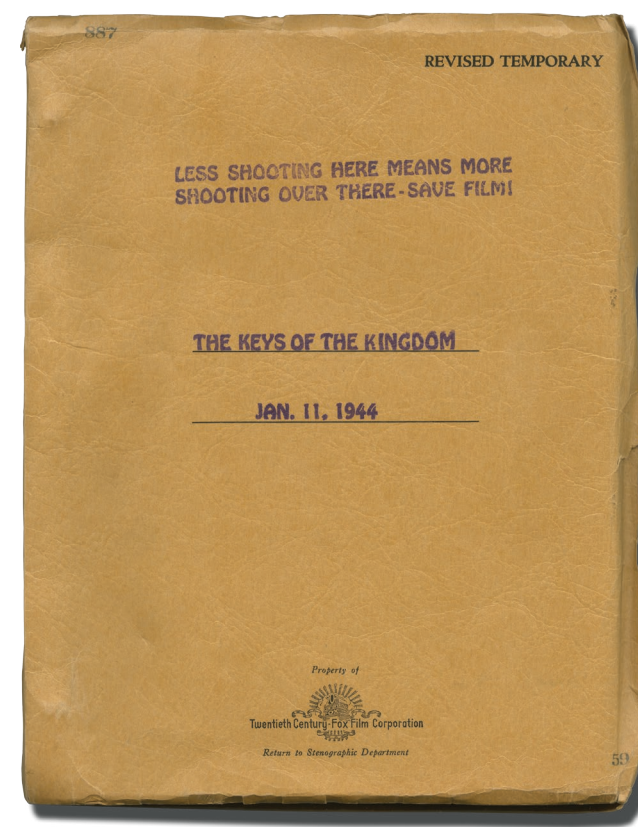 887
REVISED TEMPORARY
LESS SHOOTING HERE MEANS MORE
SHOOTING OVER THERE-SAVE FILM!
THE KEYS OF THE KINGDOM
JAN. 11, 1944
Property of
Twentieth Century-Fox Film Corporation
Return to Stenographic Department
59